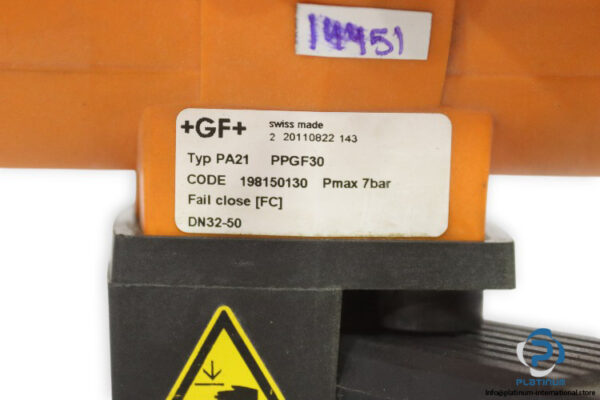 14451
+GF+ swiss made
2 20110822 143
Typ PA21 PPGF30
CODE 198150130 Pmax 7bar
Fail close [FC]
DN32-50
PLATINUM
info@platinum-international.store